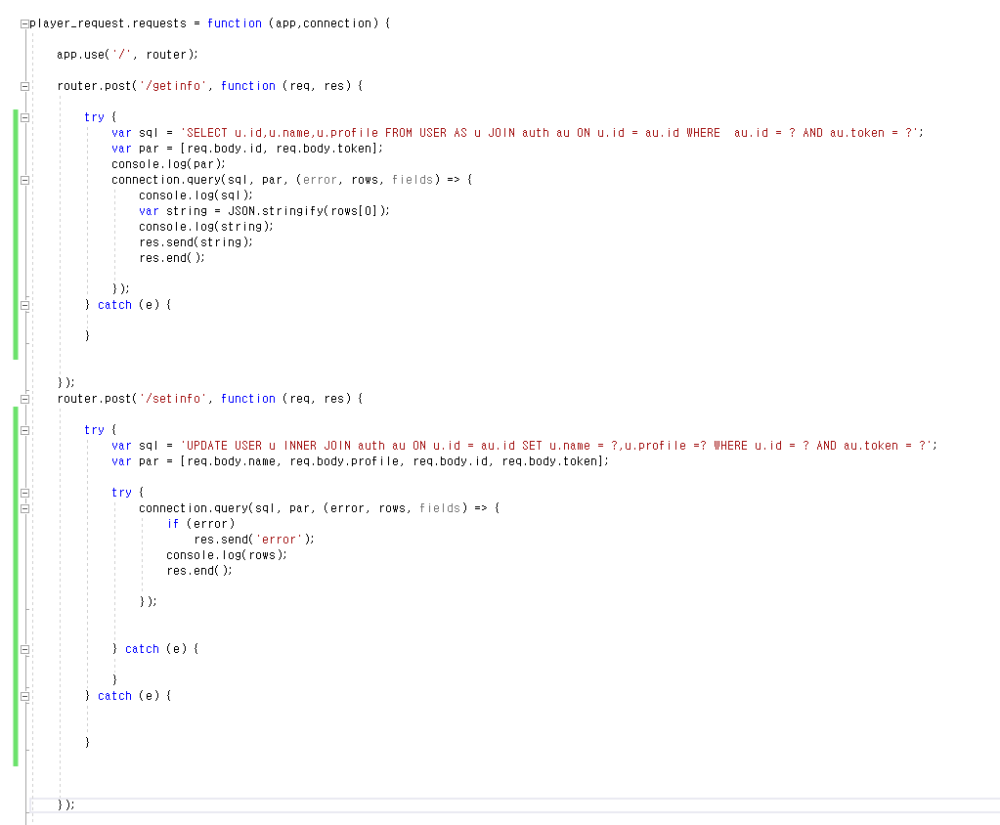 player_request.requests = function (app,connection) {
app.use('/', router);
router.post('/getinfo', function (req, res) {
try {
var sql = 'SELECT u.id,u.name,u.profile FROM USER AS u JOIN auth au ON u.id = au.id WHERE  au.id = ? AND au.token = ?';
var par = [req.body.id, req.body.token];
console.log(par);
connection.query(sql, par, (error, rows, fields) => {
console.log(sql);
var string = JSON.stringify(rows[0]);
console.log(string);
res.send(string);
res.end();
});
} catch (e) {
}
});
router.post('/setinfo', function (req, res) {
try {
var sql = 'UPDATE USER u INNER JOIN auth au ON u.id = au.id SET u.name = ?,u.profile =? WHERE u.id = ? AND au.token = ?';
var par = [req.body.name, req.body.profile, req.body.id, req.body.token];
try {
connection.query(sql, par, (error, rows, fields) => {
if (error)
res.send('error');
console.log(rows);
res.end();
});
} catch (e) {
}
} catch (e) {
}
});